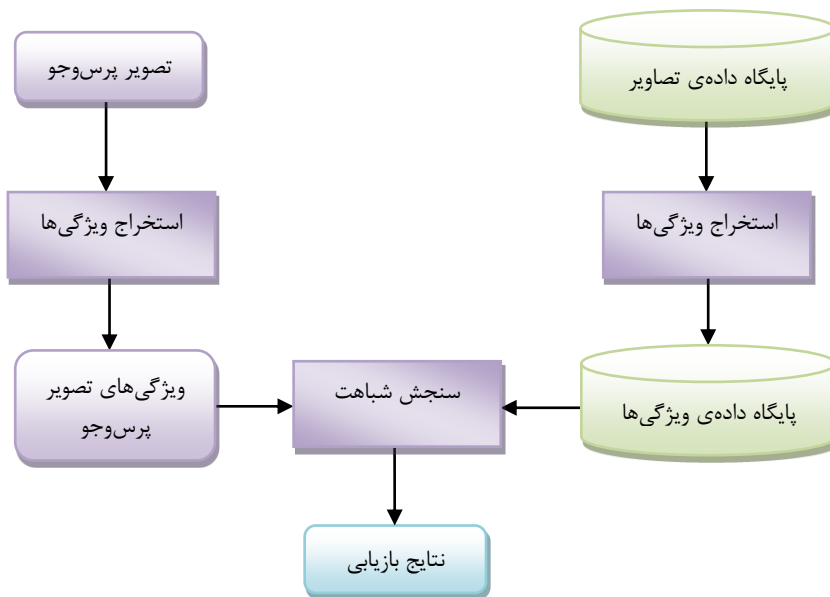 تصویر پرس‌وجو
پایگاه داده‌ی تصاویر
استخراج ویژگی‌ها
استخراج ویژگی‌ها
ویژگی‌های تصویر
پرس‌وجو
سنجش شباهت
پایگاه داده‌ی ویژگی‌ها
نتایج بازیابی